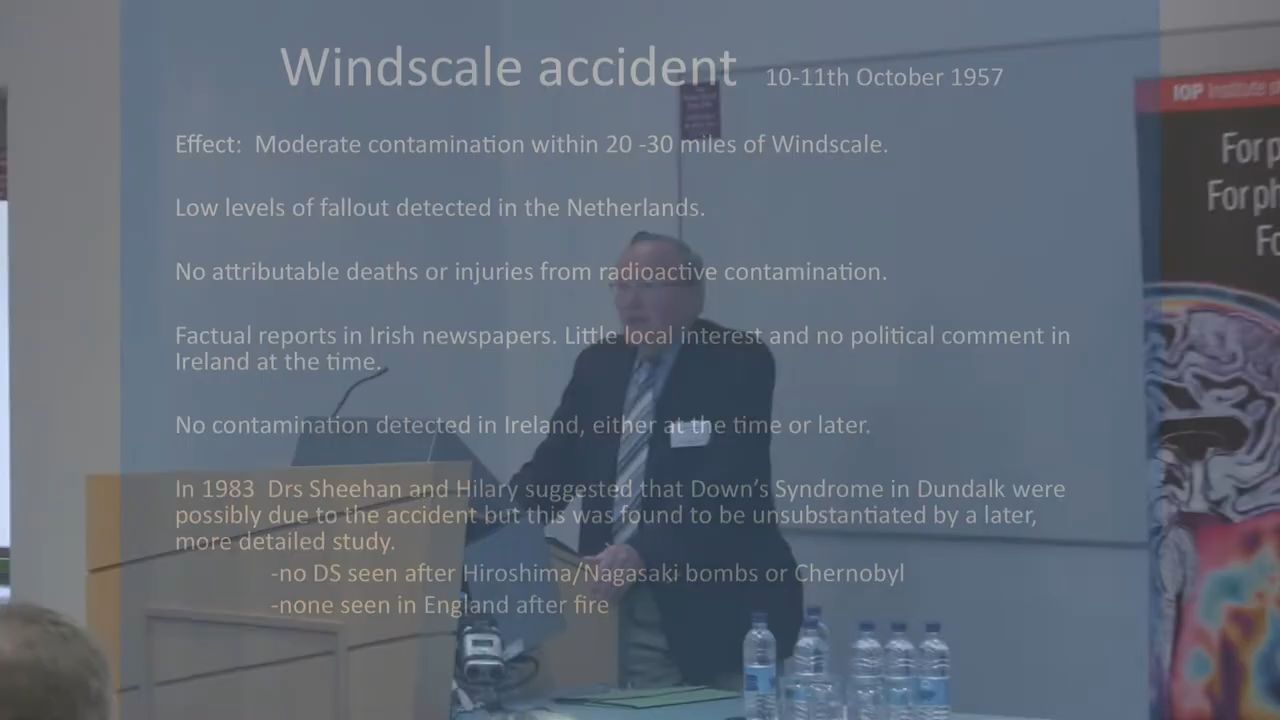 Windscale accident 10-11th October 1957
Effect: Moderate contamination within 20 -30 miles of Windscale.
Low levels of fallout detected in the Netherlands.
No attributable deaths or injuries from radioactive contamination.
Factual reports in Irish newspapers. Little local interest and no political comment in
Ireland at the time.
No contamination detected in Ireland, either at the time or later.
In 1983 Drs Sheehan and Hilary suggested that Down's Syndrome in Dundalk were
possibly due to the accident but this was found to be unsubstantiated by a later,
more detailed study.
-no DS seen after Hiroshima/Nagasaki bombs or Chernobyl
-none seen in England after fire
IOP Institute
For
For